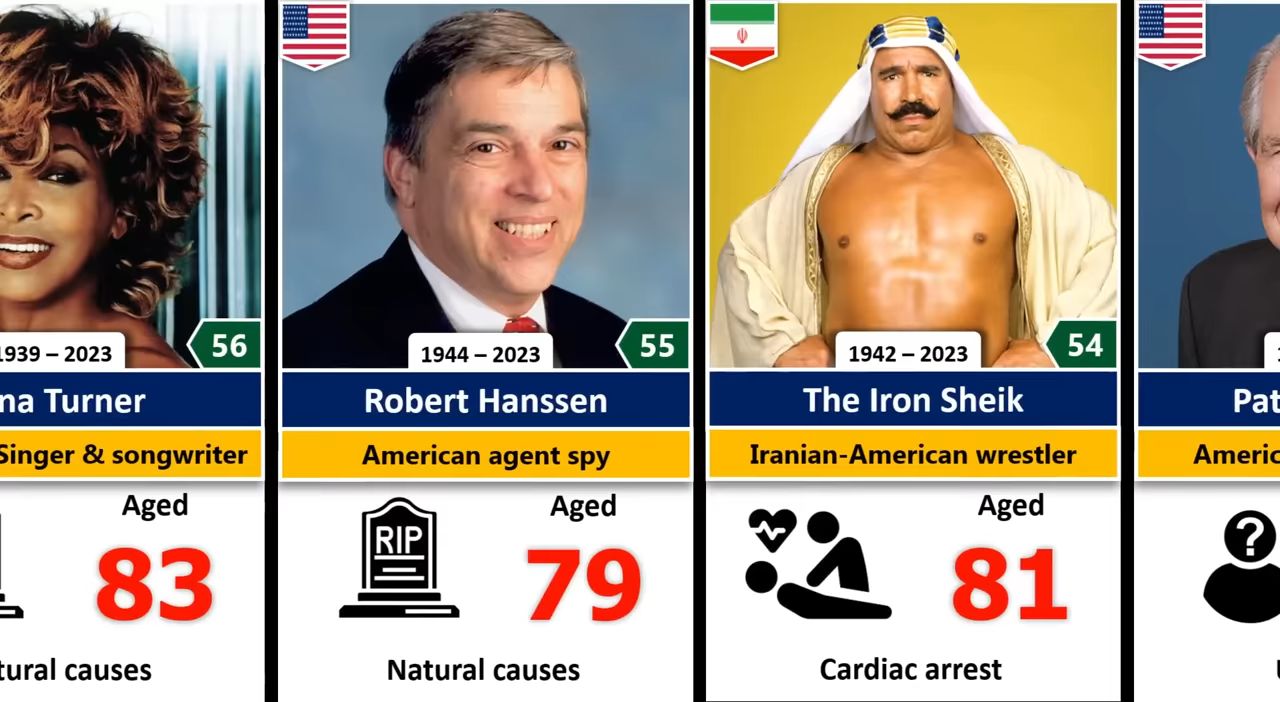 1939 – 2023
56
na Turner
Singer & songwriter
Aged
83
tural causes
1944 – 2023
55
Robert Hanssen
American agent spy
RIP
Aged
79
Natural causes
1942 – 2023
54
The Iron Sheik
Iranian-American wrestler
Aged
81
Cardiac arrest
Pat
Americ
?